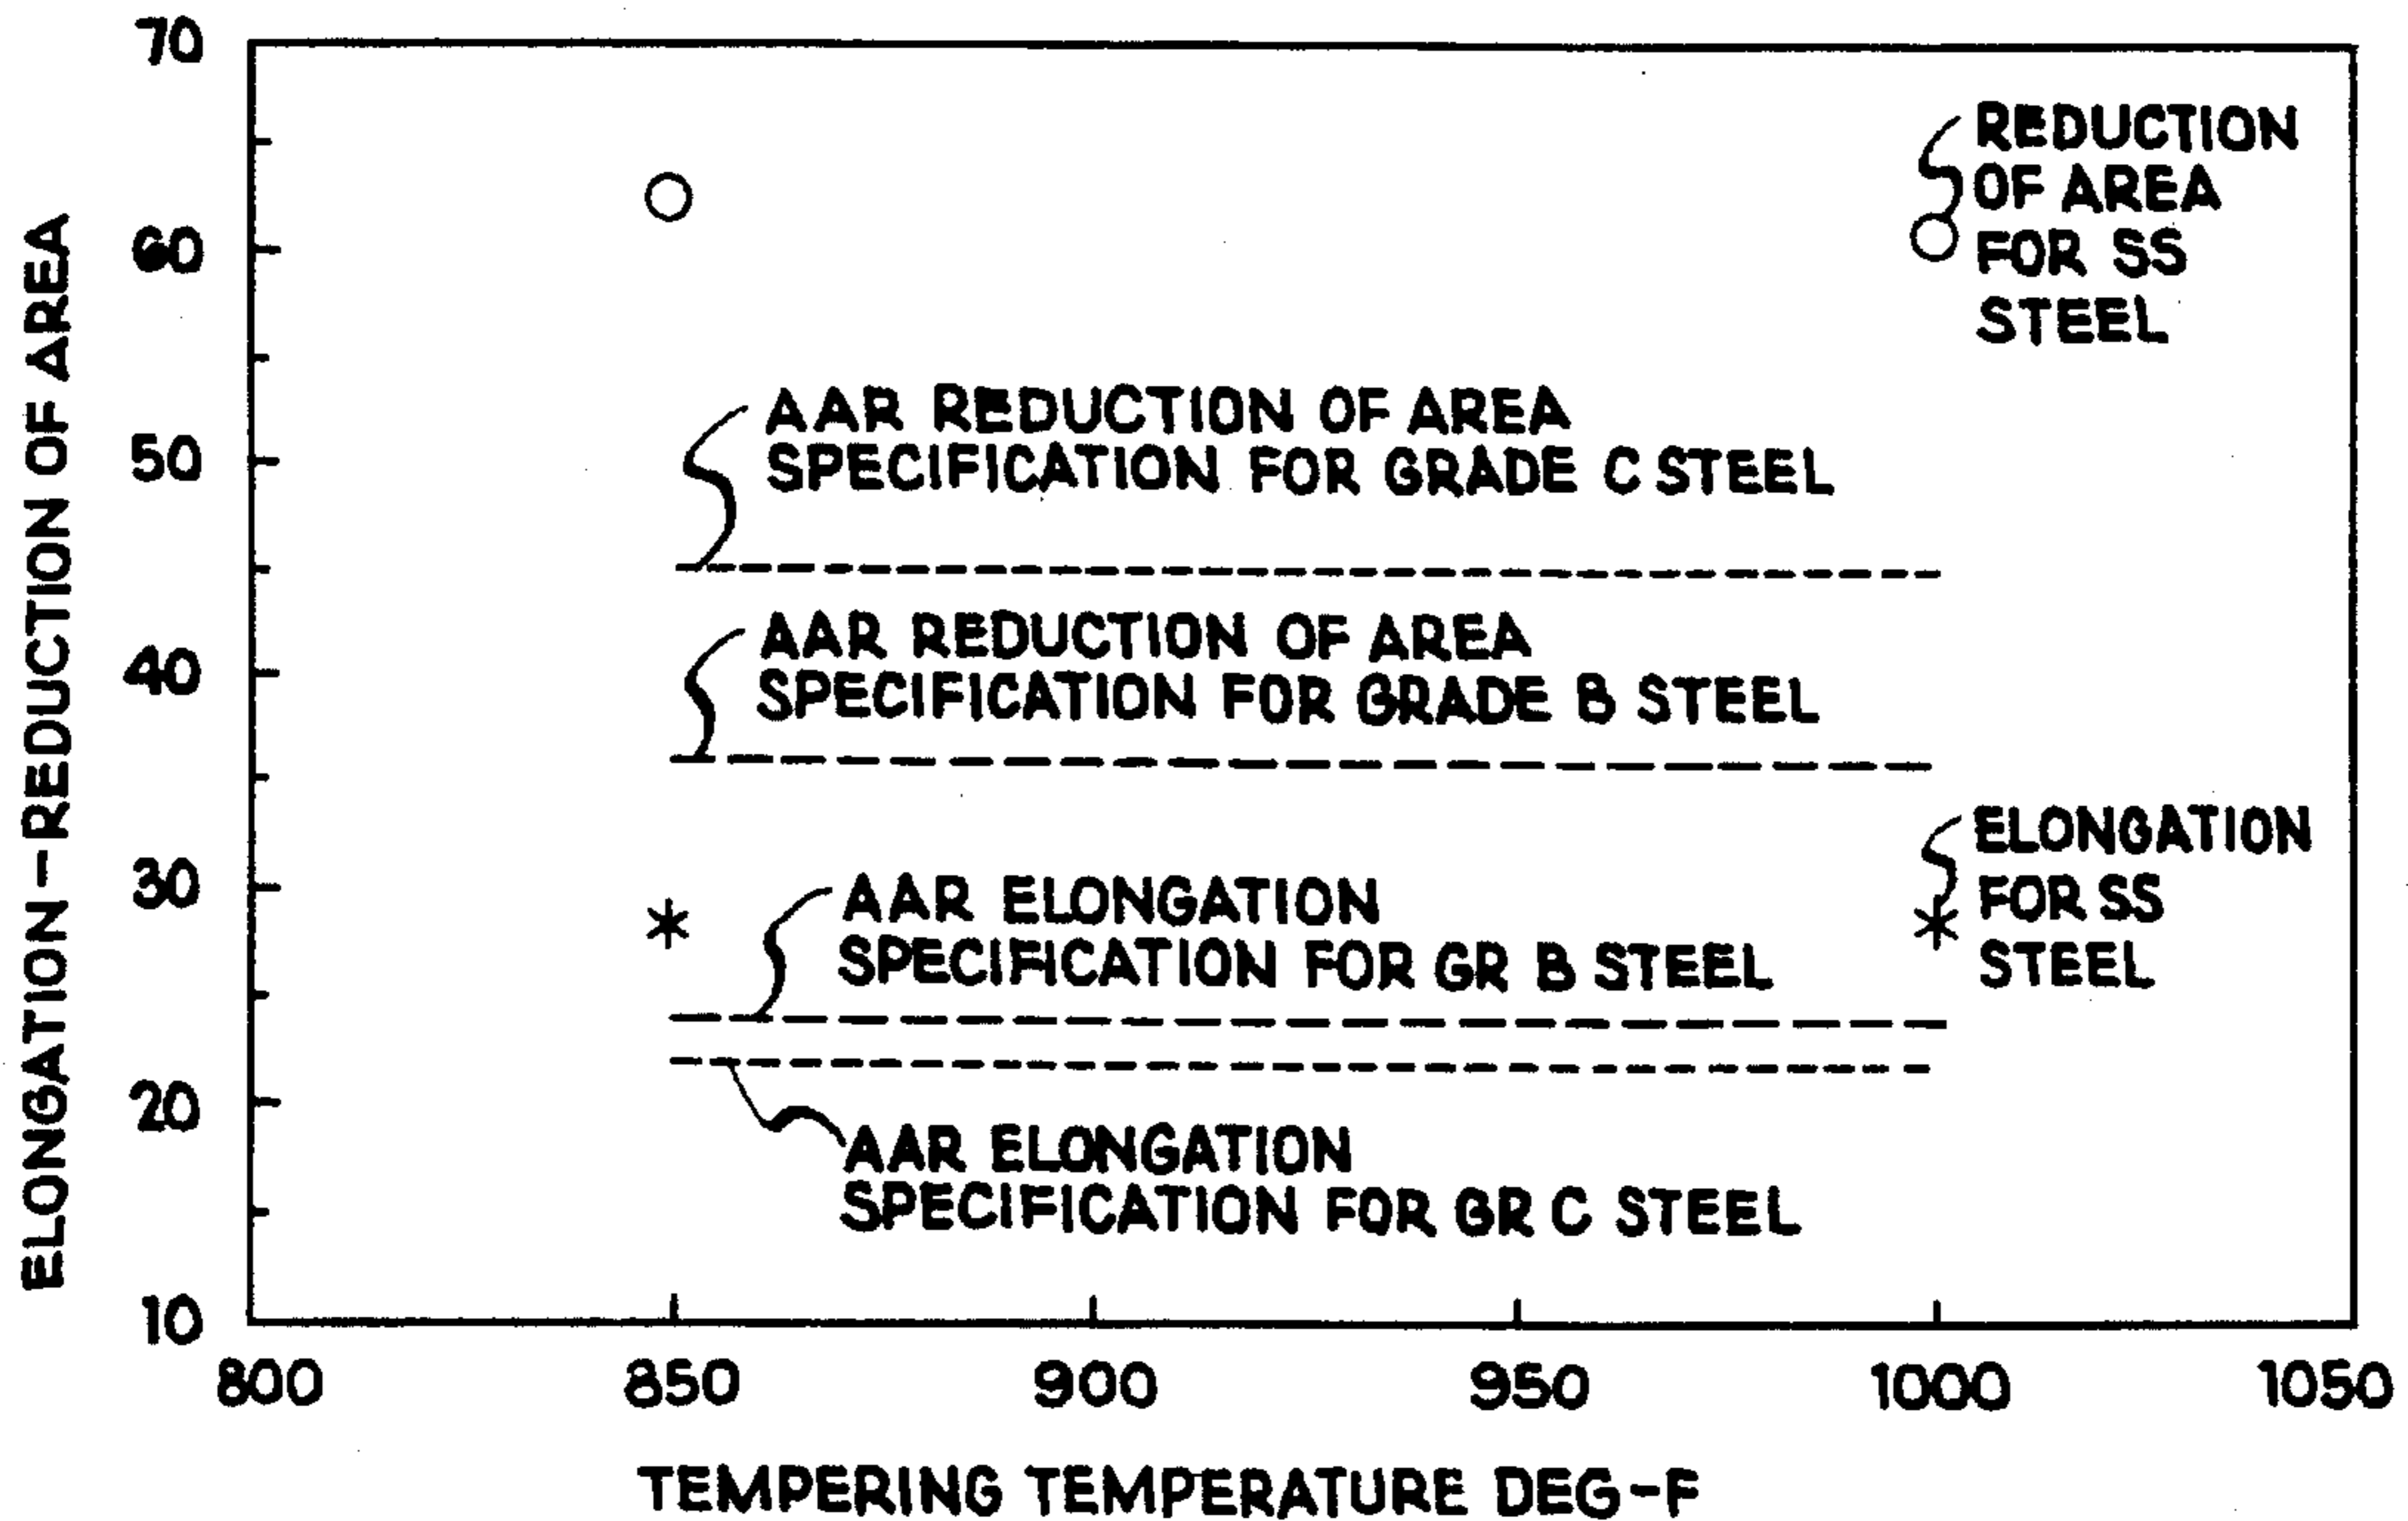 70
60
50
40
30
20
10
ELONGATION-REDUCTION OF AREA
REDUCTION
OF AREA
FOR SS
STEEL
AAR REDUCTION OF AREA
SPECIFICATION FOR GRADE C STEEL
AAR REDUCTION OF AREA
SPECIFICATION FOR GRADE B STEEL
ELONGATION
FOR SS
STEEL
AAR ELONGATION
SPECIFICATION FOR GR B STEEL
AAR ELONGATION
SPECIFICATION FOR GR C STEEL
800 850 900 950 1000 1050
TEMPERING TEMPERATURE DEG-F